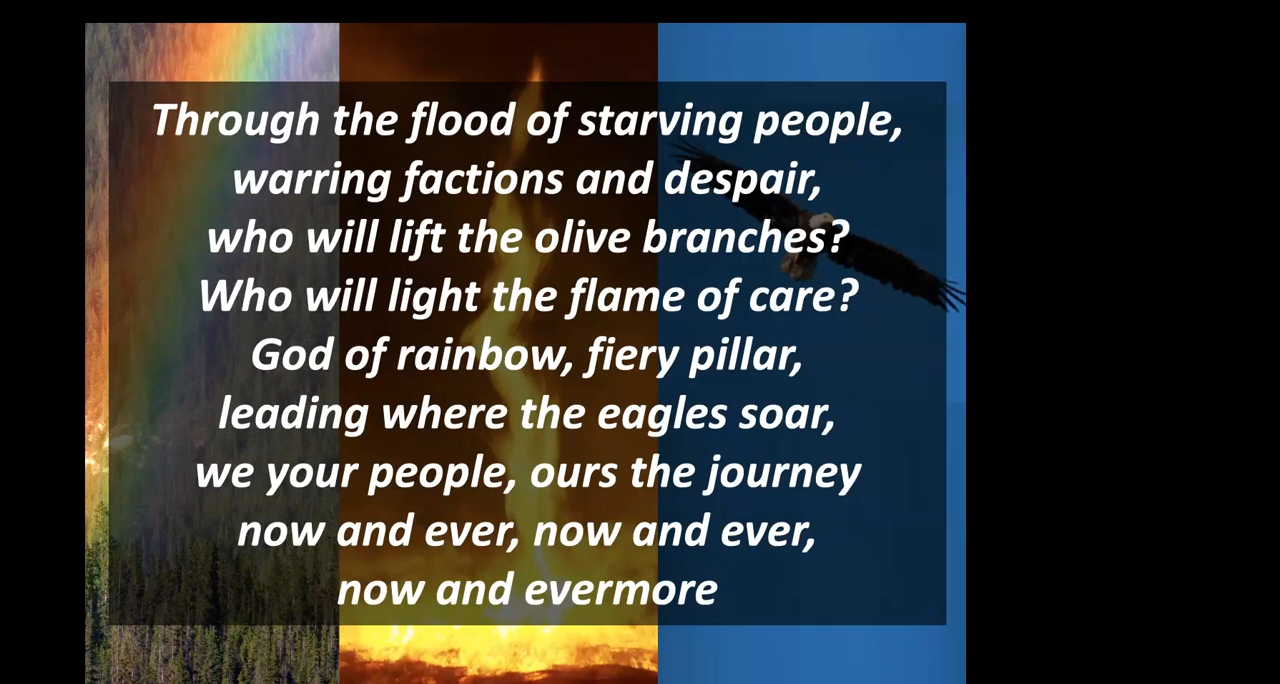 Through the flood of starving people,
warring factions and despair,
who will lift the olive branches?
Who will light the flame of care?
God of rainbow, fiery pillar,
leading where the eagles soar,
we your people, ours the journey
now and ever, now and ever,
now and evermore